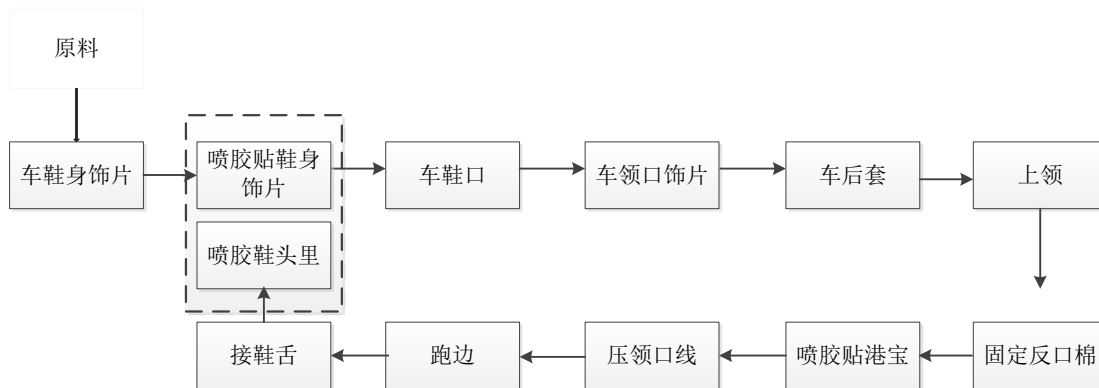 原料
车鞋身饰片
喷胶贴鞋身
饰片
车鞋口
车领口饰片
车后套
上领
喷胶鞋头里
接鞋舌
跑边
压领口线
喷胶贴港宝
固定反口棉